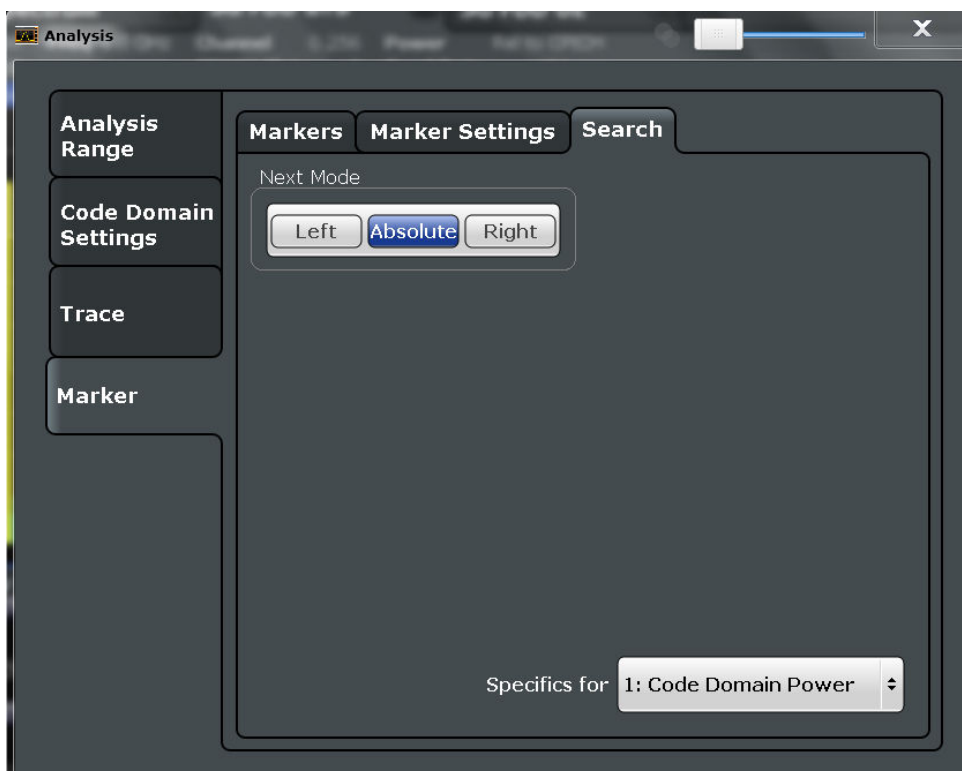 Analysis
X
Analysis
Range
Code Domain
Settings
Trace
Marker
Markers
Marker Settings
Search
Next Mode
Left
Absolute
Right
Specifics for
1: Code Domain Power